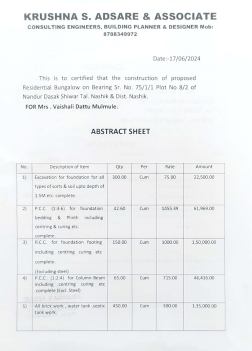 KRUSHNA S. ADSARE & ASSOCIATE
CONSULTING ENGINEERS, BUILDING PLANNER & DESIGNER Mob:
8788349972
Date:-17/06/2024
This is to certified that the construction of proposed
Residential Bungalow on Bearing Sr. No. 75/1/1 Plot No 8/2 of
Nandur Dasak Shiwar Tal. Nashik & Dist. Nashik.
FOR Mrs. Vaishali Dattu Mulmule.
ABSTRACT SHEET
No. Description of Item Qty Per Rate Amount
1) Excavation for foundation for all 300.00 Cum 75.00 22,500.00
types of sorts & soil upto depth of
1.5M etc. complete
2) P.C.C. (1:3:6) for foundation 42.60 Cum 1455.39 61,969.00
bedding & Plinth including
centring & curing etc.
complete
3) R.C.C. for foundation footing 150.00 Cum 1000.00 1,50,000.00
including centring curing etc
complete.
(Excluding steel)
4) P.C.C. (1:2:4) for Column Beam 65.00 Cum 715.00 46,416.00
including centring curing etc
complete (Excl. Steel)
5) All brick work, water tank, septic 450.00 Cum 300.00 1,35,000.00
tank work.